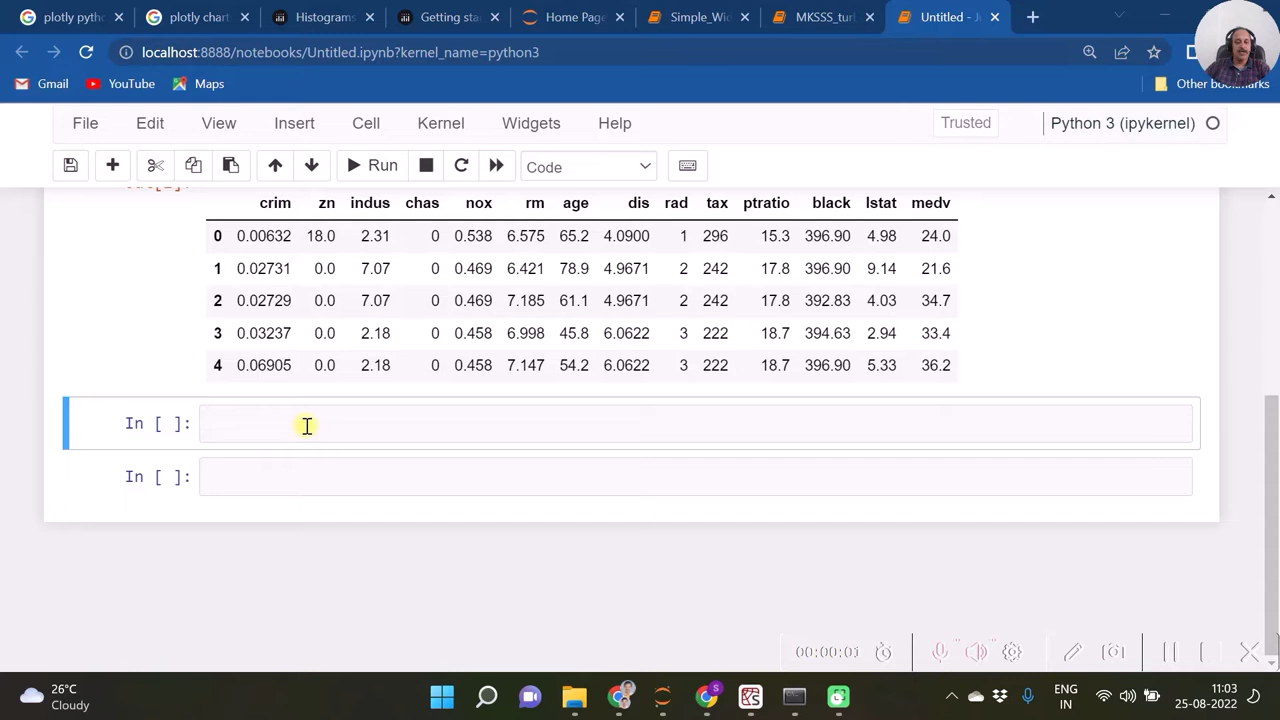 plotly pyth
plotly chart
Histograms
Getting sta
Home Page
Simple_Wi
MKSSS_tur
Untitled - J
localhost:8888/notebooks/Untitled.ipynb?kernel_name=python3
Gmail
YouTube
Maps
Other bookmarks
File
Edit
View
Insert
Cell
Kernel
Widgets
Help
Trusted
Python 3 (ipykernel)
Run
Code
crim zn indus chas nox rm age dis rad tax ptratio black lstat medv
0 0.00632 18.0 2.31 0 0.538 6.575 65.2 4.0900 1 296 15.3 396.90 4.98 24.0
1 0.02731 0.0 7.07 0 0.469 6.421 78.9 4.9671 2 242 17.8 396.90 9.14 21.6
2 0.02729 0.0 7.07 0 0.469 7.185 61.1 4.9671 2 242 17.8 392.83 4.03 34.7
3 0.03237 0.0 2.18 0 0.458 6.998 45.8 6.0622 3 222 18.7 394.63 2.94 33.4
4 0.06905 0.0 2.18 0 0.458 7.147 54.2 6.0622 3 222 18.7 396.90 5.33 36.2
In [ ]:
In [ ]:
26°C
Cloudy
ENG
IN
11:03
25-08-2022